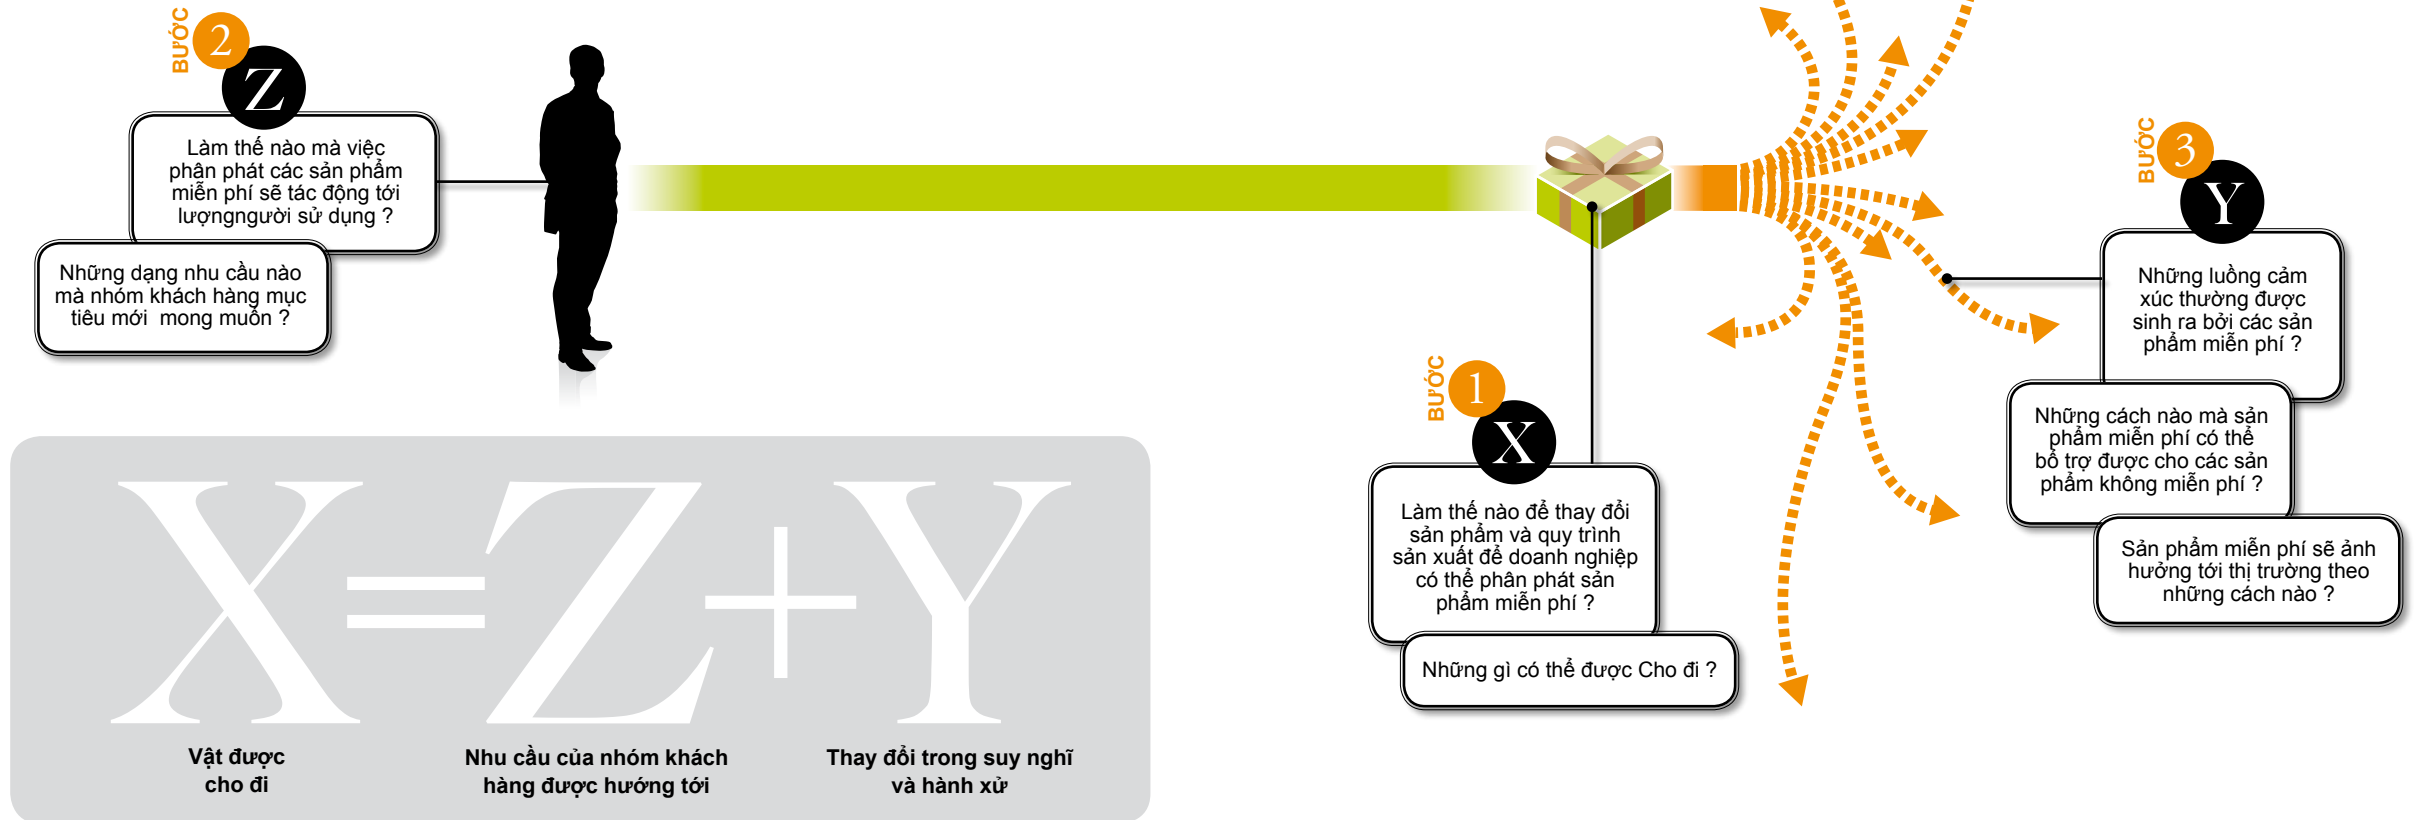 BƯỚC
2
Z
Làm thế nào mà việc
phân phát các sản phẩm
miễn phí sẽ tác động tới
lượngngười sử dụng ?
Những dạng nhu cầu nào
mà nhóm khách hàng mục
tiêu mới  mong muốn ?
BƯỚC
1
X
Làm thế nào để thay đổi
sản phẩm và quy trình
sản xuất để doanh nghiệp
có thể phân phát sản
phẩm miễn phí ?
Những gì có thể được Cho đi ?
BƯỚC
3
Y
Những luồng cảm
xúc thường được
sinh ra bởi các sản
phẩm miễn phí ?
Những cách nào mà sản
phẩm miễn phí có thể
bổ trợ được cho các sản
phẩm không miễn phí ?
Sản phẩm miễn phí sẽ ảnh
hưởng tới thị trường theo
những cách nào ?
X=Z+Y
Vật được
cho đi
Nhu cầu của nhóm khách
hàng được hướng tới
Thay đổi trong suy nghĩ
và hành xử